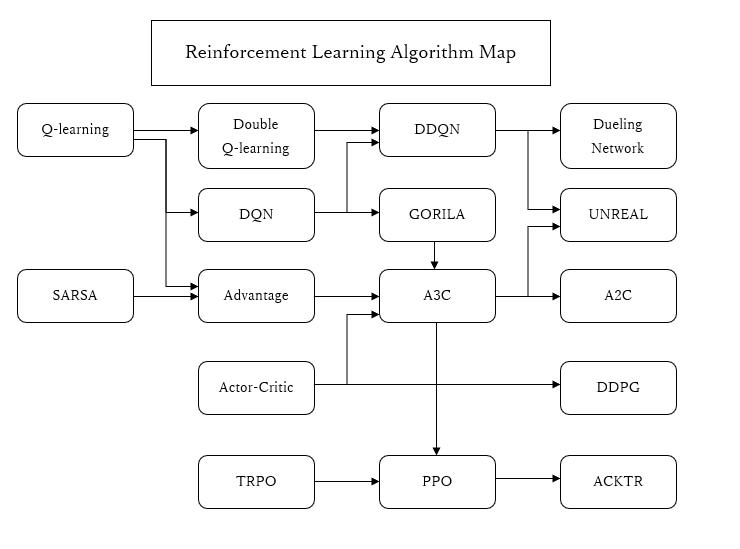 Reinforcement Learning Algorithm Map
Q-learning
Double
Q-learning
DDQN
Dueling
Network
DQN
GORILA
UNREAL
SARSA
Advantage
A3C
A2C
Actor-Critic
DDPG
TRPO
PPO
ACKTR